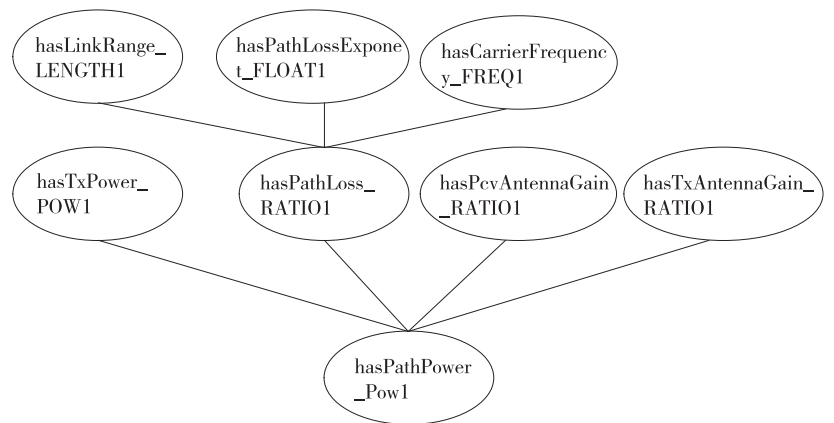 hasLinkRange_
LENGTH1
hasPathLossExpone
t_FLOAT1
hasCarrierFrequenc
y_FREQ1
hasTxPower_
POW1
hasPathLoss_
RATIO1
hasPcvAntennaGain
_RATIO1
hasTxAntennaGain_
RATIO1
hasPathPower
_Pow1